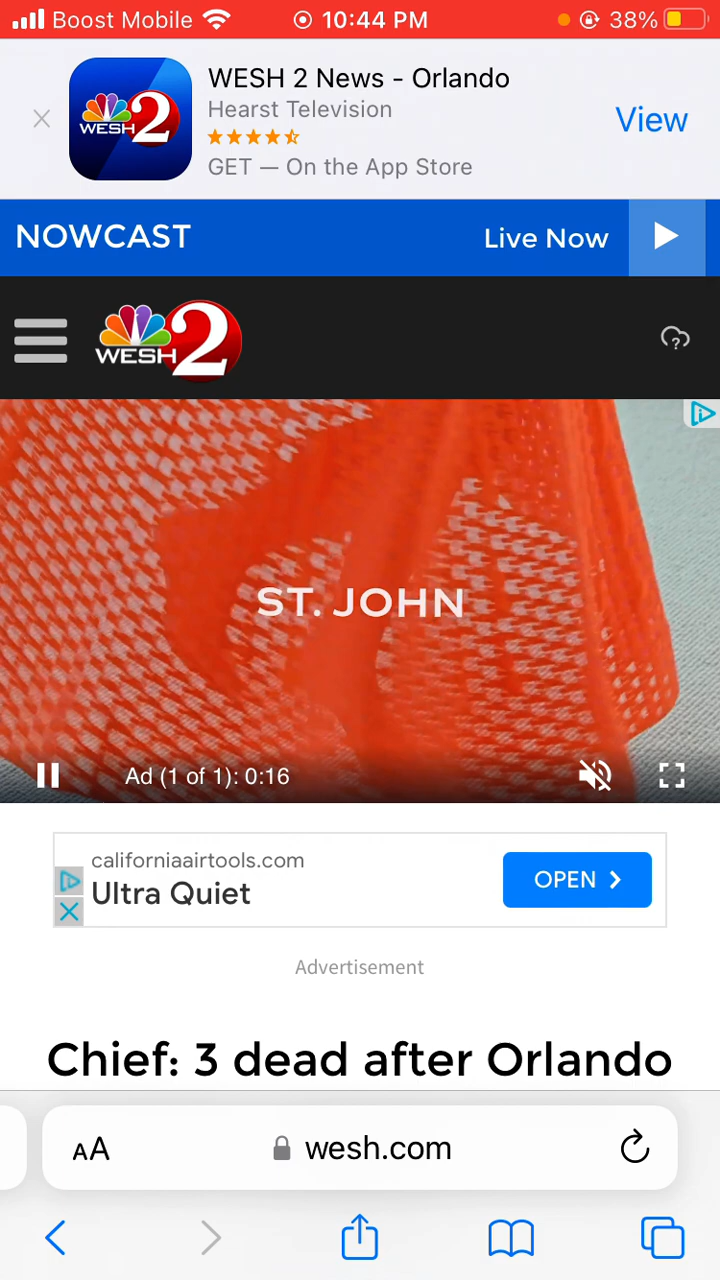 Boost Mobile 10:44 PM 38%
WESH 2 News - Orlando
Hearst Television
GET — On the App Store
View
NOWCAST Live Now
WESH 2
ST. JOHN
Ad (1 of 1): 0:16
californiaairtools.com
Ultra Quiet
OPEN
Advertisement
Chief: 3 dead after Orlando
AA wesh.com